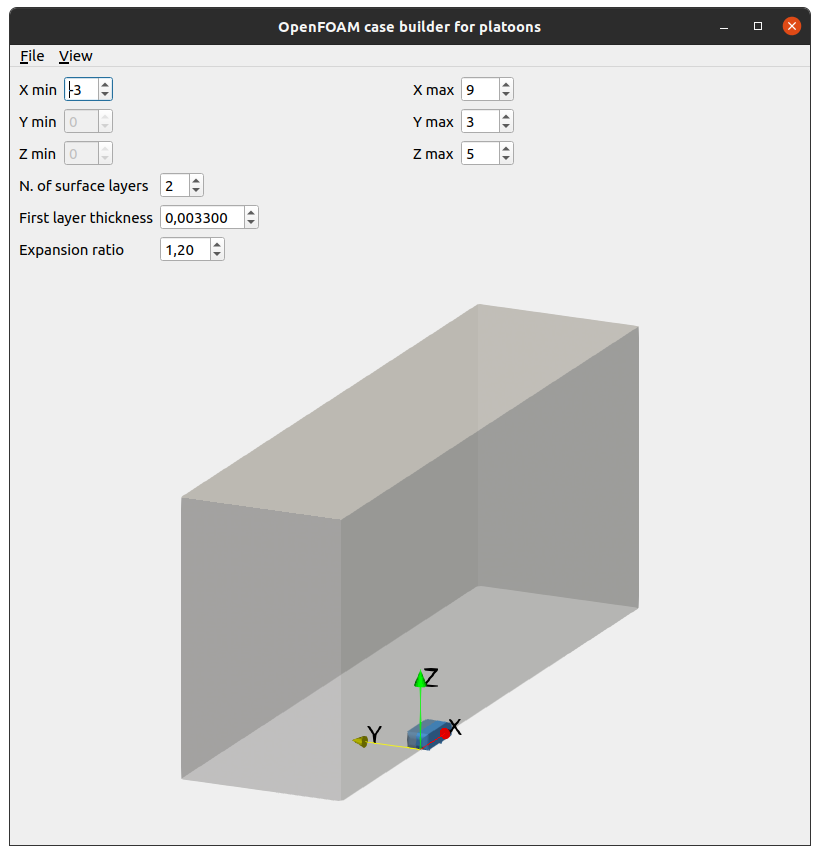 OpenFOAM case builder for platoons
File View
X min -3 X max 9
Y min 0 Y max 3
Z min 0 Z max 5
N. of surface layers 2
First layer thickness 0,003300
Expansion ratio 1,20
Z
Y X